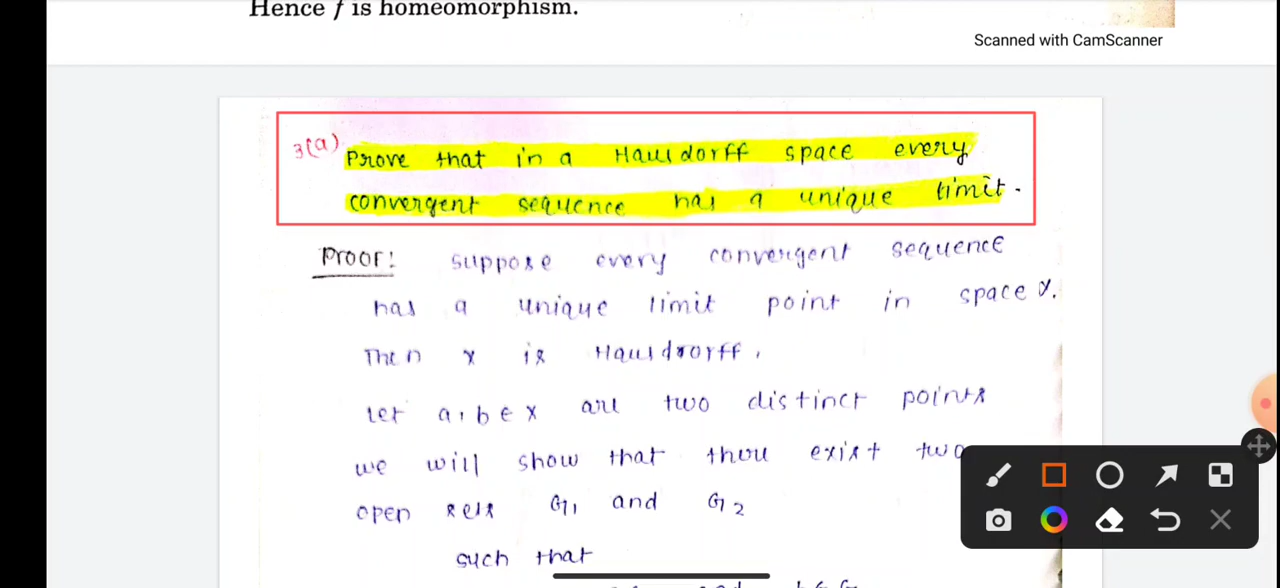 Hence f is homeomorphism.
Scanned with CamScanner
3(a) Prove that in a Hausdorff space every
convergent sequence has a unique limit.
Proof: suppose every convergent sequence
has a unique limit point in space X.
Then X is Hausdrorff.
Let a, b ∈ X are two distinct points
we will show that there exist two
open sets G1 and G2
such that